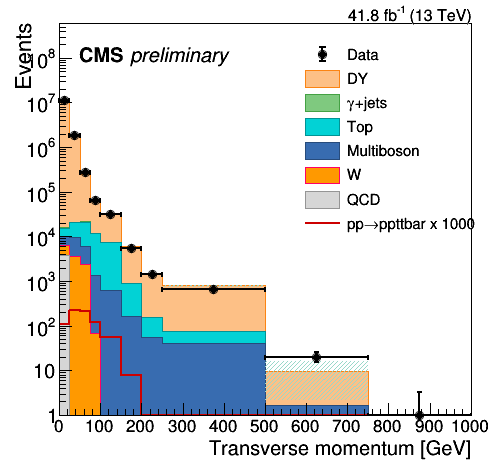 41.8 fb⁻¹ (13 TeV)
Events
CMS preliminary
Data
DY
γ+jets
Top
Multiboson
W
QCD
pp→ppttbar x 1000
10⁸
10⁷
10⁶
10⁵
10⁴
10³
10²
10
1
0 100 200 300 400 500 600 700 800 900 1000
Transverse momentum [GeV]